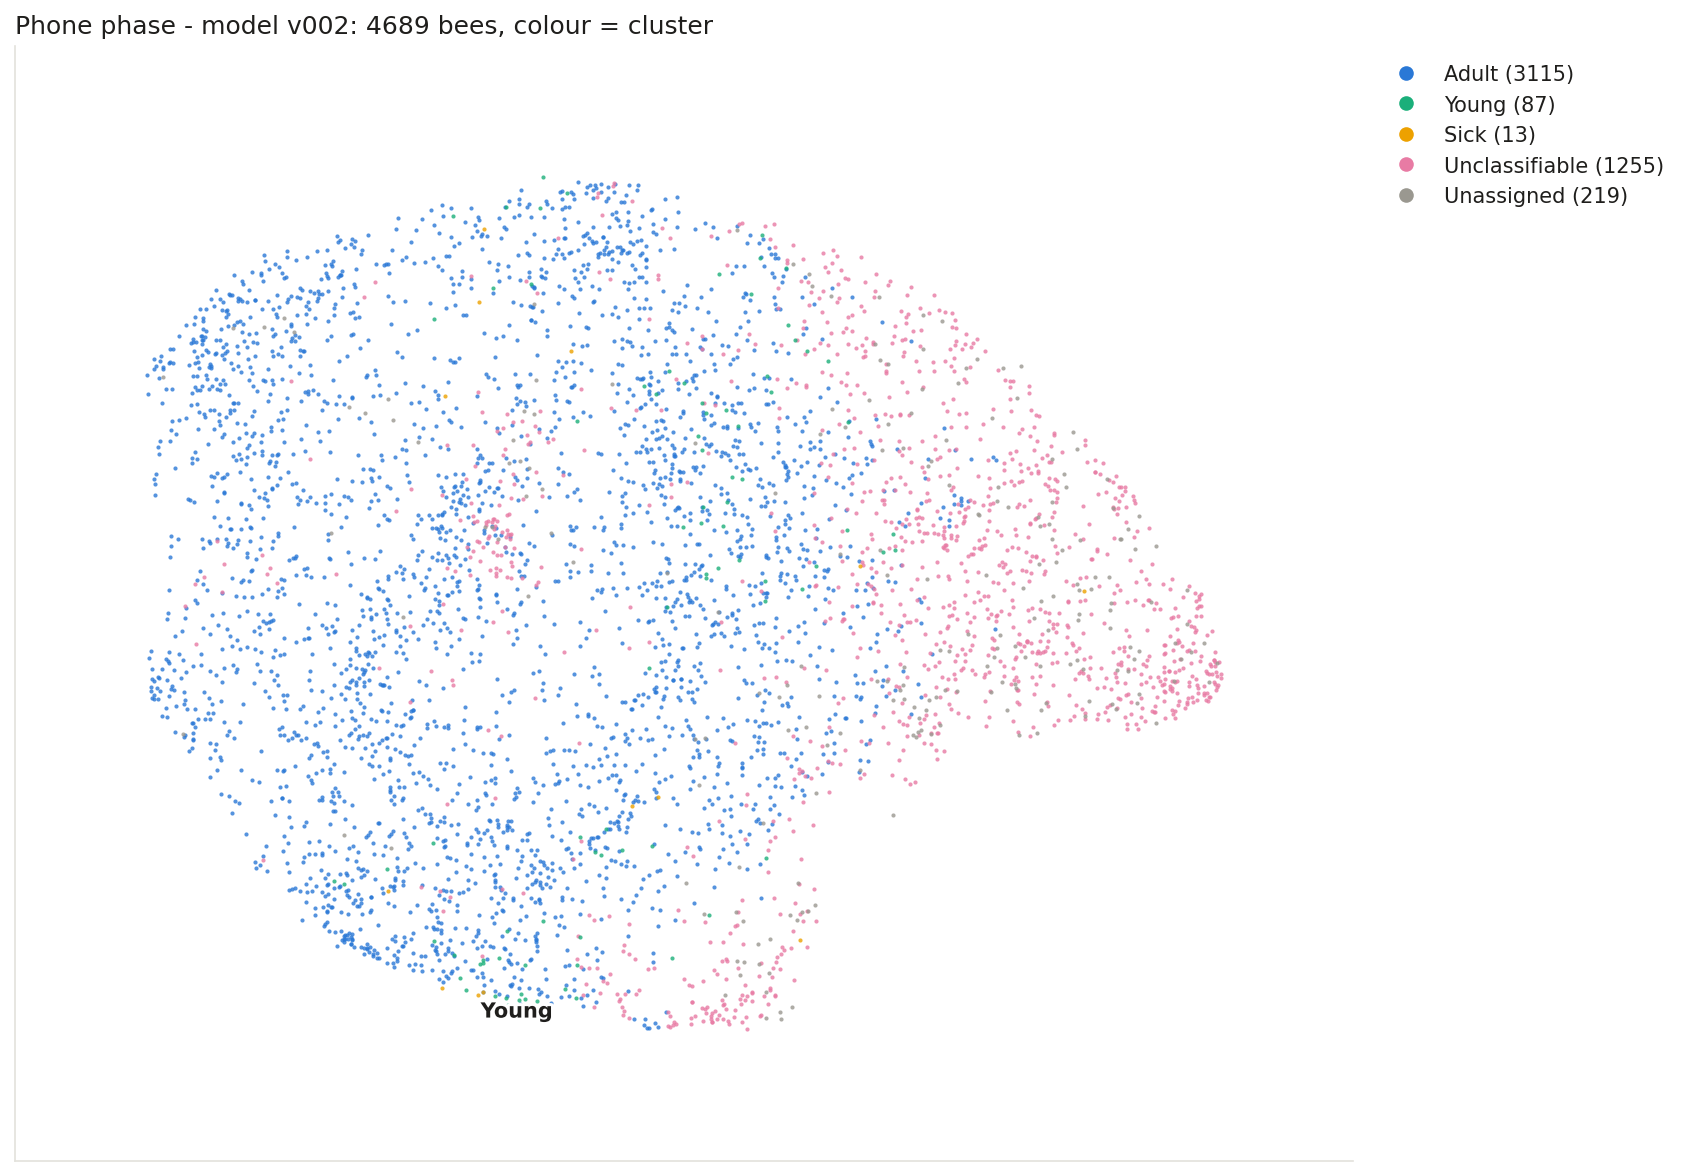 Phone phase - model v002: 4689 bees, colour = cluster
Adult (3115)
Young (87)
Sick (13)
Unclassifiable (1255)
Unassigned (219)
Young